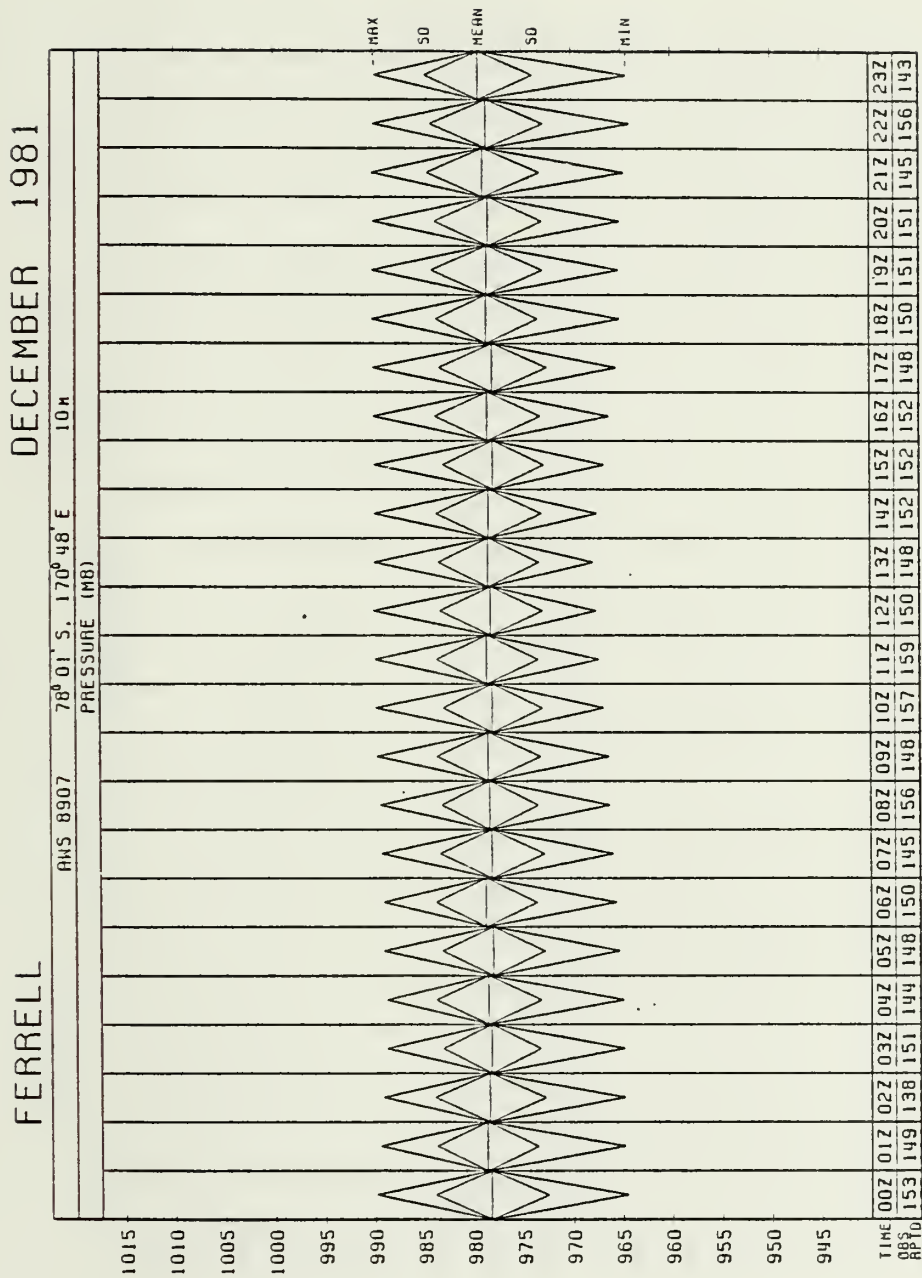 FERRELL DECEMBER 1981
AWS 8907 78° 01' S, 170° 48' E 10M
PRESSURE (MB)
1015
1010
1005
1000
995
990
985
980
975
970
965
960
955
950
945
MAX
SD
MEAN
SD
MIN
TIME 00Z 01Z 02Z 03Z 04Z 05Z 06Z 07Z 08Z 09Z 10Z 11Z 12Z 13Z 14Z 15Z 16Z 17Z 18Z 19Z 20Z 21Z 22Z 23Z
OBS
RPTD 153 149 138 151 144 148 150 145 156 148 157 159 150 148 152 152 152 148 150 151 151 145 156 143